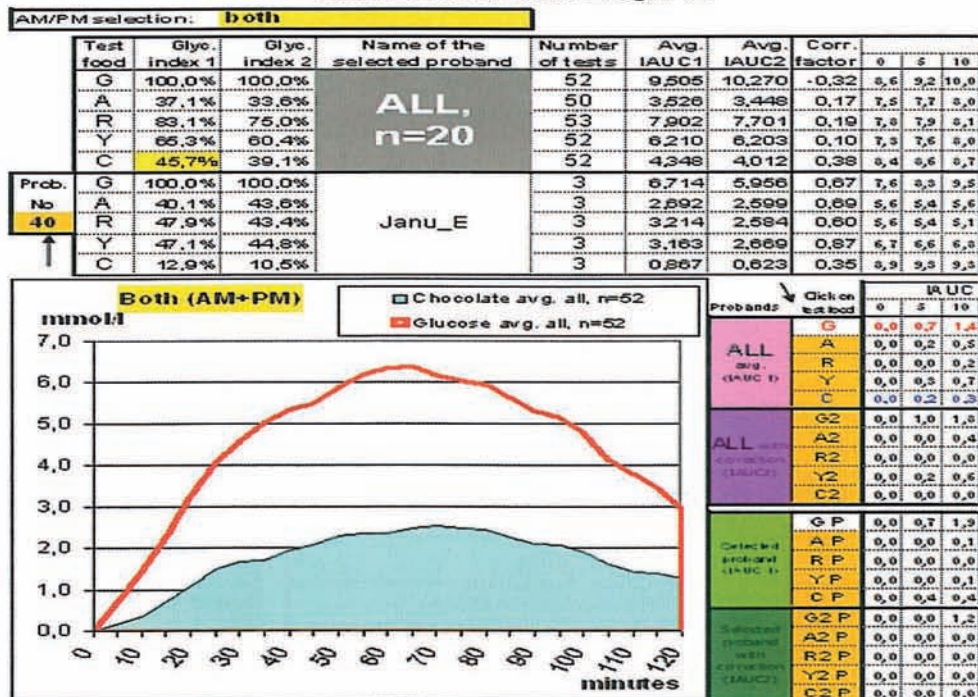 AM/PM selection: both
Test food Glyc. index 1 Glyc. index 2 Name of the selected proband Number of tests Avg. IAUC1 Avg. IAUC2 Corr. factor 0 5 10
G 100,0% 100,0% ALL, n=20 52 9,505 10,270 -0,32 8,6 9,2 10,0
A 37,1% 33,6% 50 3,526 3,448 0,17 7,5 7,7 8,0
R 83,1% 75,0% 53 7,902 7,701 0,19 7,8 7,9 8,1
Y 65,3% 60,4% 52 6,210 6,203 0,10 7,3 7,6 8,0
C 45,7% 39,1% 52 4,348 4,012 0,38 8,4 8,6 8,7
Prob. No 40
G 100,0% 100,0% Janu_E 3 6,714 5,956 0,67 7,6 8,3
A 40,1% 43,6% 3 2,692 2,599 0,69 5,6 5,4 5,6
R 47,9% 43,4% 3 3,214 2,584 0,60 5,6 5,4 5,1
Y 47,1% 44,8% 3 3,163 2,669 0,87 6,7 6,6 6,8
C 12,9% 10,5% 3 0,867 0,623 0,35 8,9 9,3 9,3
Both (AM+PM)
Chocolate avg. all, n=52
Glucose avg. all, n=52
mmol/l
7,0
6,0
5,0
4,0
3,0
2,0
1,0
0,0
0 10 20 30 40 50 60 70 80 90 100 110 120
minutes
Probands Click on test food IAUC
0 5 10
ALL avg. (IAUC 1)
G 0,0 0,7 1,4
A 0,0 0,2 0,5
R 0,0 0,0 0,2
Y 0,0 0,3 0,7
C 0,0 0,2 0,3
ALL with correction (IAUC2)
G2 0,0 1,0 1,8
A2 0,0 0,0 0,4
R2 0,0 0,0 0,0
Y2 0,0 0,2 0,6
C2 0,0 0,0 0,0
Selected proband (IAUC 1)
G P 0,0 0,7
A P 0,0 0,0 0,1
R P 0,0 0,0 0,0
Y P 0,0 0,0 0,1
C P 0,0 0,4 0,4
Selected proband with correction (IAUC2)
G2 P 0,0 0,0
A2 P 0,0 0,0 0,0
R2 P 0,0 0,0 0,0
Y2 P 0,0 0,0 0,0
C2 P